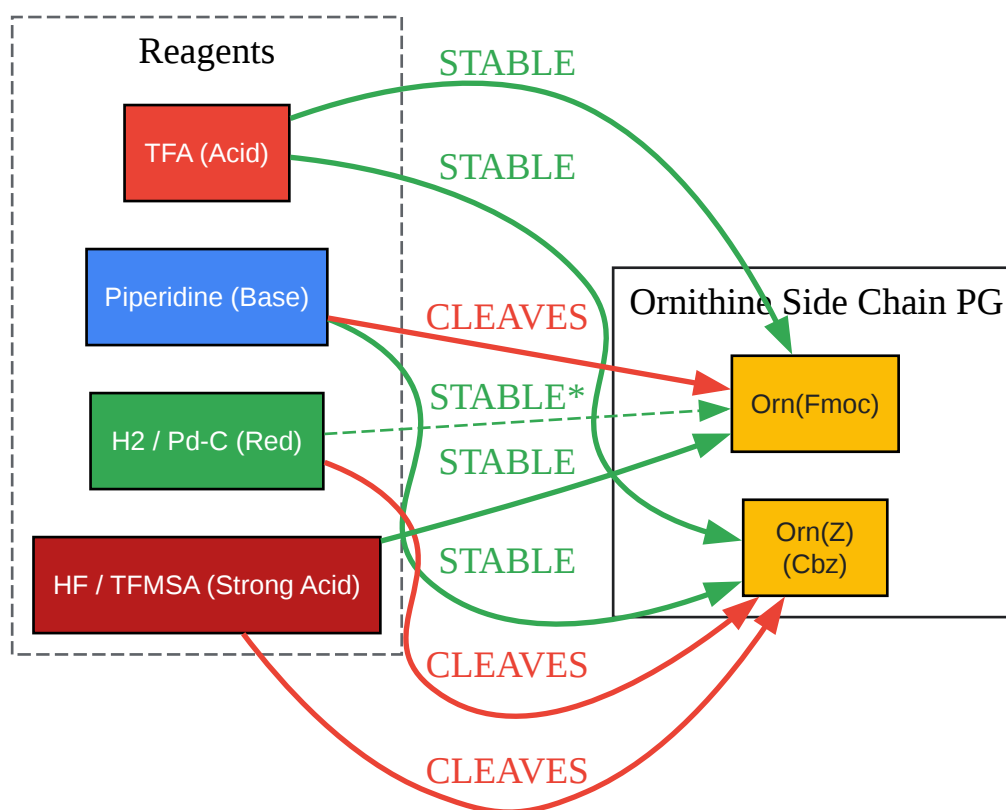 Reagents
STABLE
TFA (Acid)
STABLE
Piperidine (Base)
CLEAVES
Ornithine Side Chain PG
H2 / Pd-C (Red)
STABLE*
Orn(Fmoc)
STABLE
HF / TFMSA (Strong Acid)
STABLE
Orn(Z)
(Cbz)
CLEAVES
CLEAVES